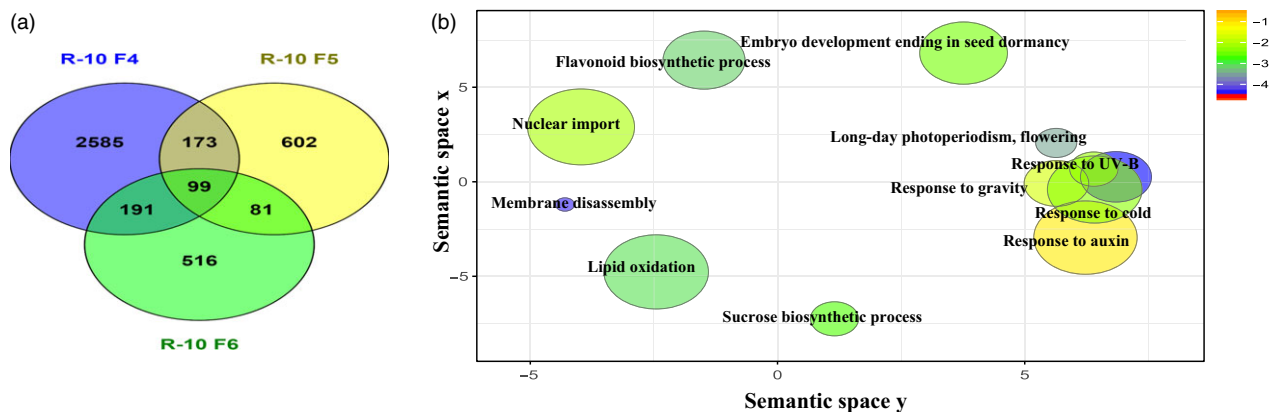 (a)
R-10 F4
R-10 F5
2585
173
602
99
191
81
516
R-10 F6
(b)
Semantic space x
5
0
−5
Embryo development ending in seed dormancy
Flavonoid biosynthetic process
Nuclear import
Long-day photoperiodism, flowering
Response to UV-B
Response to gravity
Membrane disassembly
Response to cold
Response to auxin
Lipid oxidation
Sucrose biosynthetic process
−5
0
5
Semantic space y
−1
−2
−3
−4